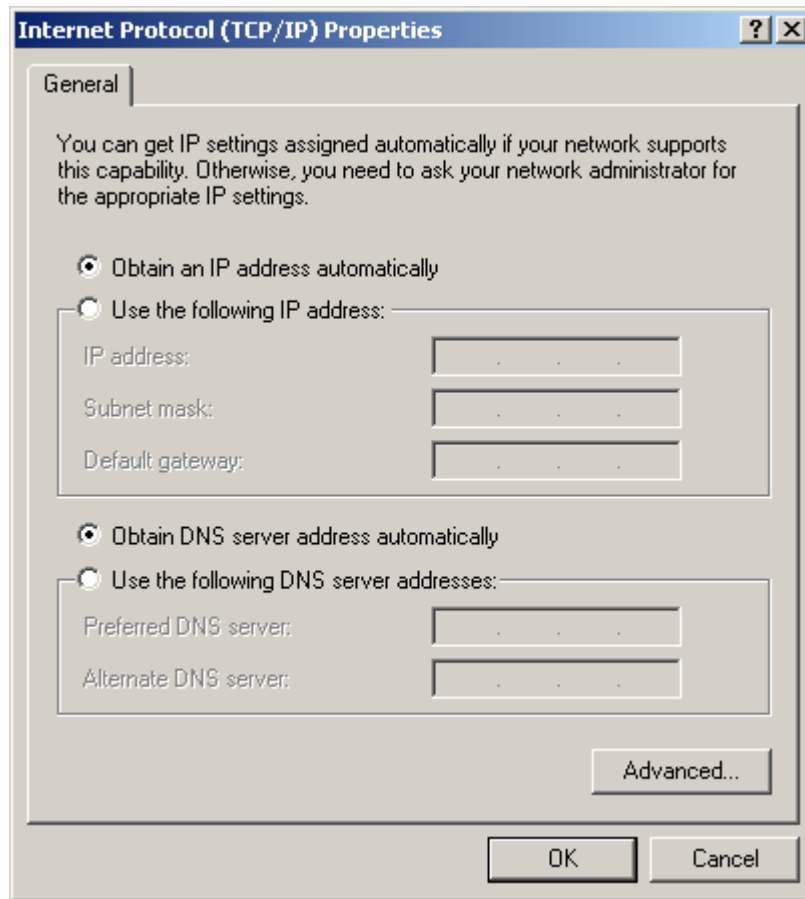 Internet Protocol (TCP/IP) Properties
General
You can get IP settings assigned automatically if your network supports
this capability. Otherwise, you need to ask your network administrator for
the appropriate IP settings.
Obtain an IP address automatically
Use the following IP address:
IP address:
Subnet mask:
Default gateway:
Obtain DNS server address automatically
Use the following DNS server addresses:
Preferred DNS server:
Alternate DNS server:
Advanced...
OK
Cancel